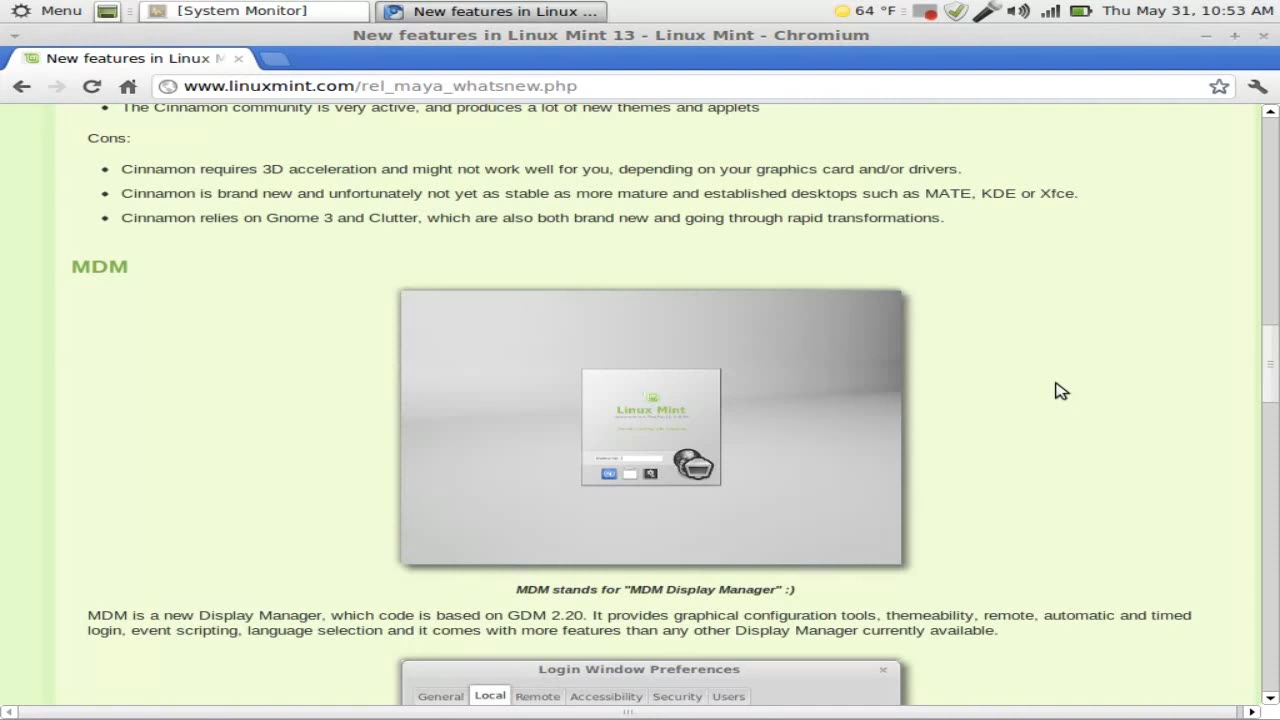 Menu [System Monitor] New features in Linux ... 64 °F Thu May 31, 10:53 AM
New features in Linux Mint 13 - Linux Mint - Chromium
New features in Linux M
www.linuxmint.com/rel_maya_whatsnew.php
The Cinnamon community is very active, and produces a lot of new themes and applets
Cons:
Cinnamon requires 3D acceleration and might not work well for you, depending on your graphics card and/or drivers.
Cinnamon is brand new and unfortunately not yet as stable as more mature and established desktops such as MATE, KDE or Xfce.
Cinnamon relies on Gnome 3 and Clutter, which are also both brand new and going through rapid transformations.
MDM
Linux Mint
MDM stands for "MDM Display Manager" :)
MDM is a new Display Manager, which code is based on GDM 2.20. It provides graphical configuration tools, themeability, remote, automatic and timed
login, event scripting, language selection and it comes with more features than any other Display Manager currently available.
Login Window Preferences
General Local Remote Accessibility Security Users